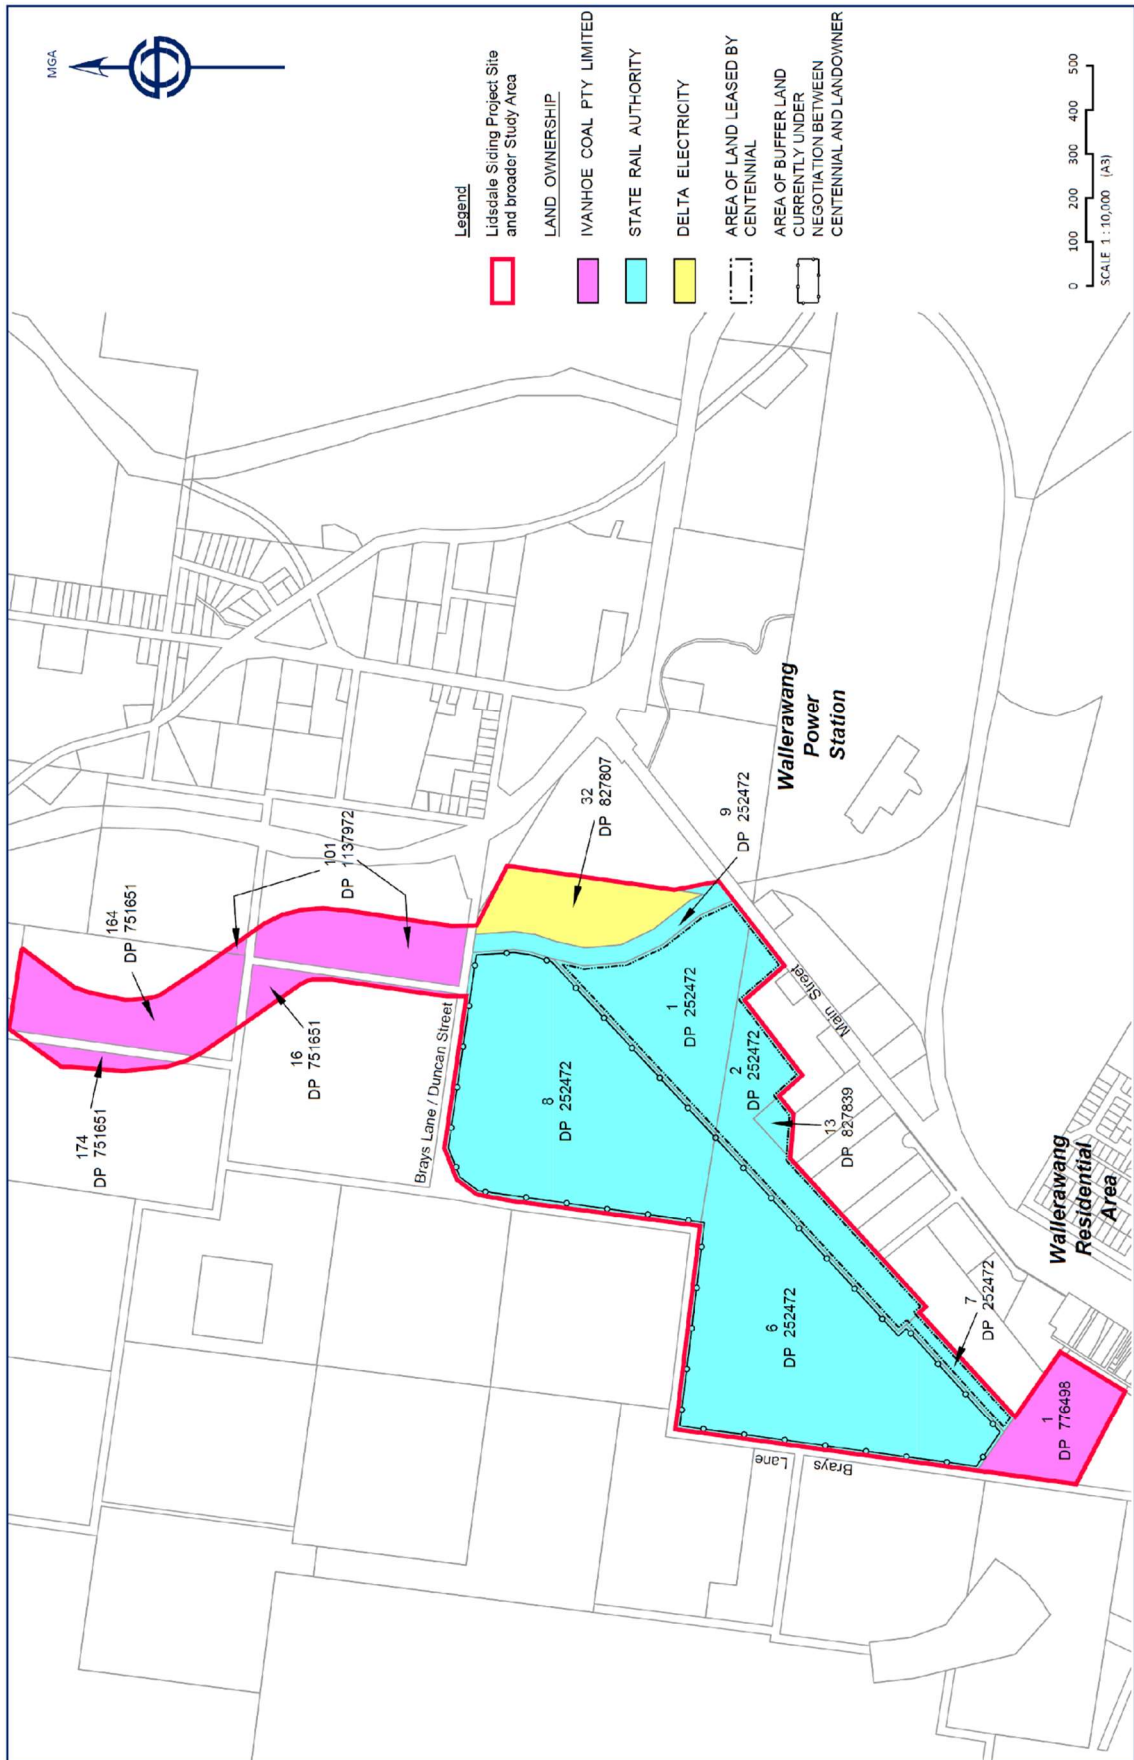 MGA
Legend
Lidsdale Siding Project Site
and broader Study Area
LAND OWNERSHIP
IVANHOE COAL PTY LIMITED
STATE RAIL AUTHORITY
DELTA ELECTRICITY
AREA OF LAND LEASED BY
CENTENNIAL
AREA OF BUFFER LAND
CURRENTLY UNDER
NEGOTIATION BETWEEN
CENTENNIAL AND LANDOWNER
0 100 200 300 400 500
SCALE 1 : 10,000 (A3)
174
DP 751651
164
DP 751651
16
DP 751651
101
DP 1137972
Brays Lane / Duncan Street
32
DP 827807
9
DP 252472
8
DP 252472
1
DP 252472
2
DP 252472
13
DP 827839
Main Street
Wallerawang
Power
Station
6
DP 252472
7
DP 252472
Brays
Lane
1
DP 776498
Wallerawang
Residential
Area